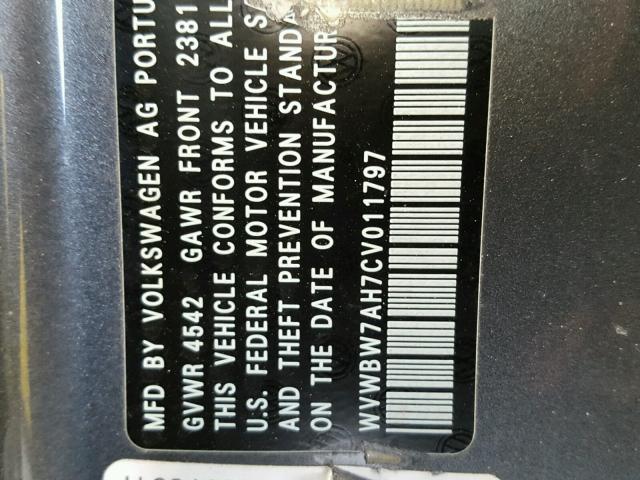 MFD BY VOLKSWAGEN AG PORTU
GVWR 4542 GAWR FRONT 2381
THIS VEHICLE CONFORMS TO ALL
U.S. FEDERAL MOTOR VEHICLE S
AND THEFT PREVENTION STANDA
ON THE DATE OF MANUFACTUR
WVWBW7AH7CV011797